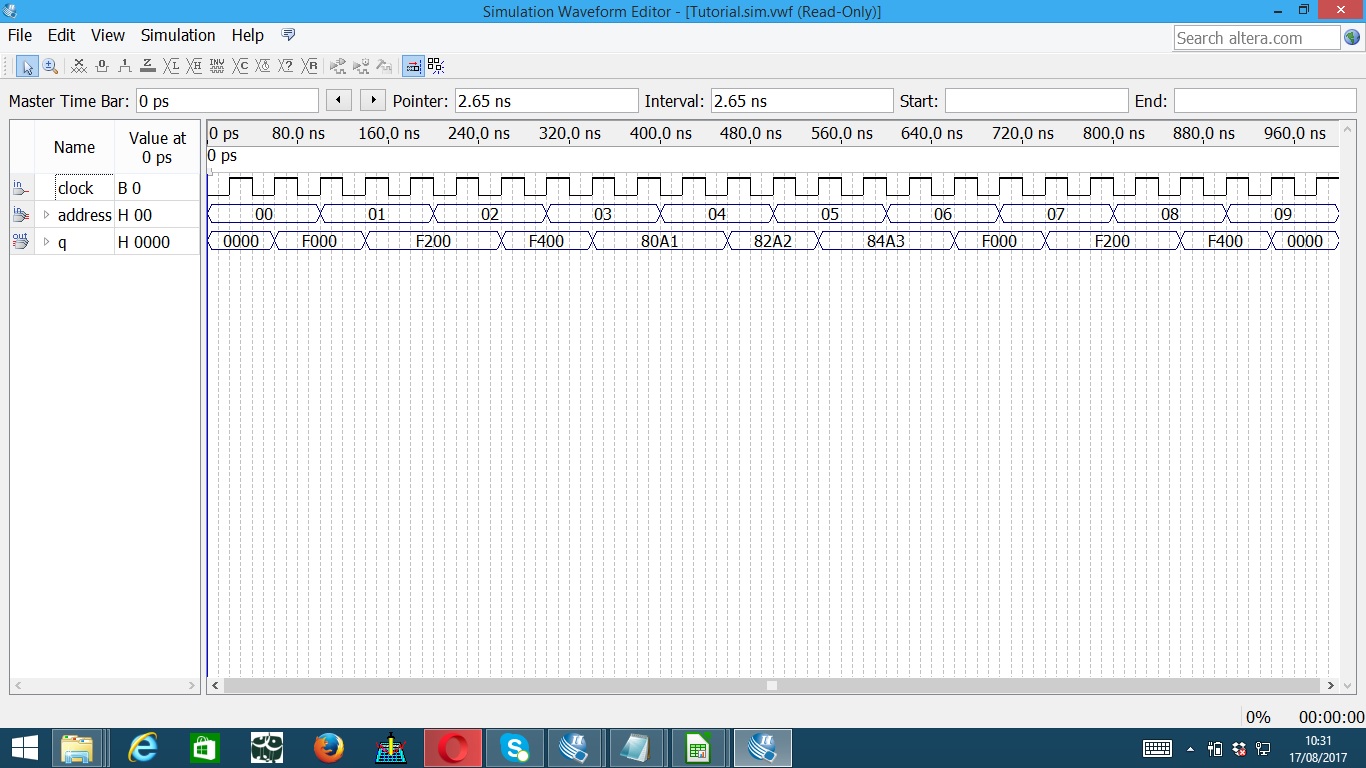 Simulation Waveform Editor - [Tutorial.sim.vwf (Read-Only)]
File Edit View Simulation Help
Search altera.com
Master Time Bar: 0 ps Pointer: 2.65 ns Interval: 2.65 ns Start: End:
Name Value at 0 ps
0 ps 80.0 ns 160.0 ns 240.0 ns 320.0 ns 400.0 ns 480.0 ns 560.0 ns 640.0 ns 720.0 ns 800.0 ns 880.0 ns 960.0 ns
0 ps
in clock B 0
in address H 00 00 01 02 03 04 05 06 07 08 09
out q H 0000 0000 F000 F200 F400 80A1 82A2 84A3 F000 F200 F400 0000
0% 00:00:00
10:31
17/08/2017